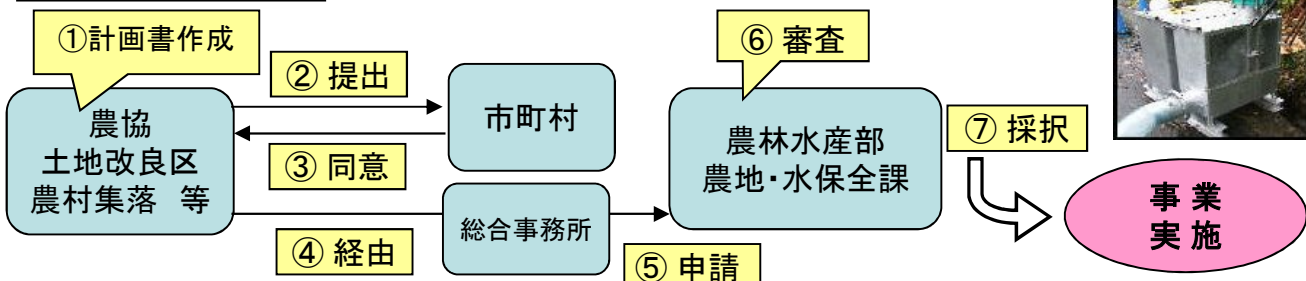 ①計画書作成
② 提出
③ 同意
農協
土地改良区
農村集落 等
市町村
④ 経由
総合事務所
⑤ 申請
⑥ 審査
農林水産部
農地・水保全課
⑦ 採択
事 業
実 施